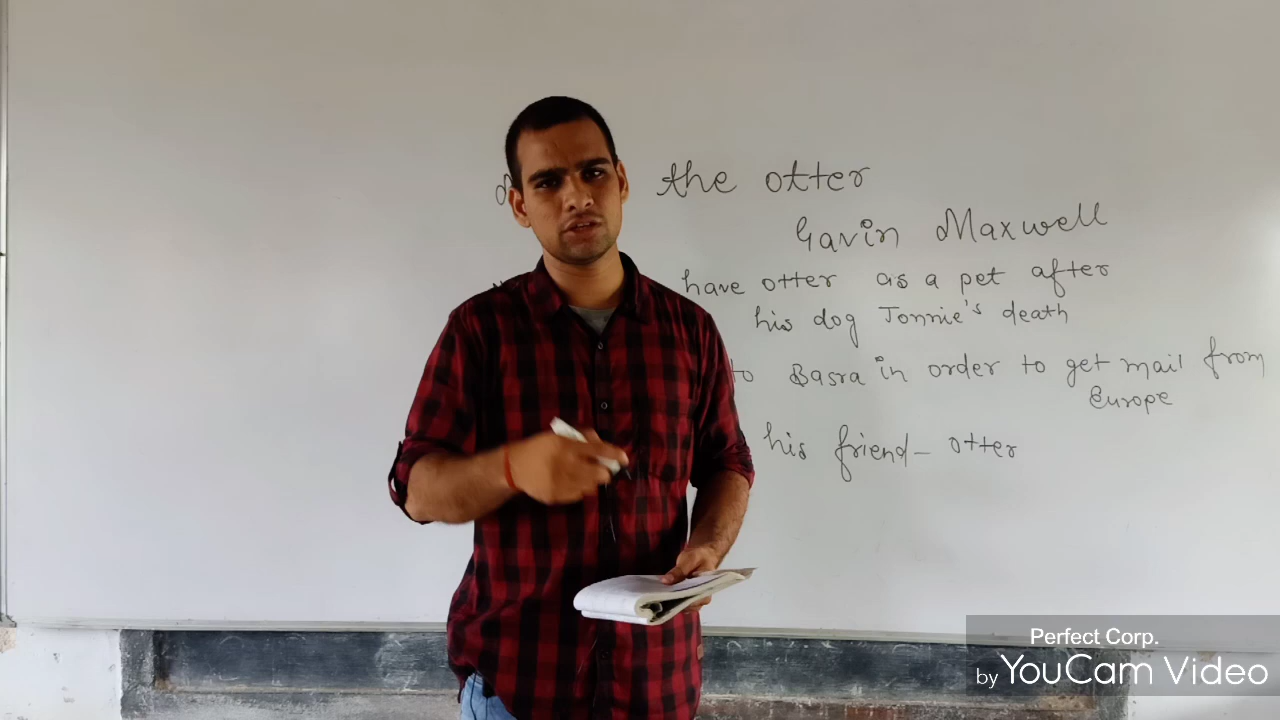 the otter
Gavin Maxwell
have otter as a pet after
his dog Jonnie's death
to Basra in order to get mail from
Europe
his friend - otter
Perfect Corp.
by YouCam Video